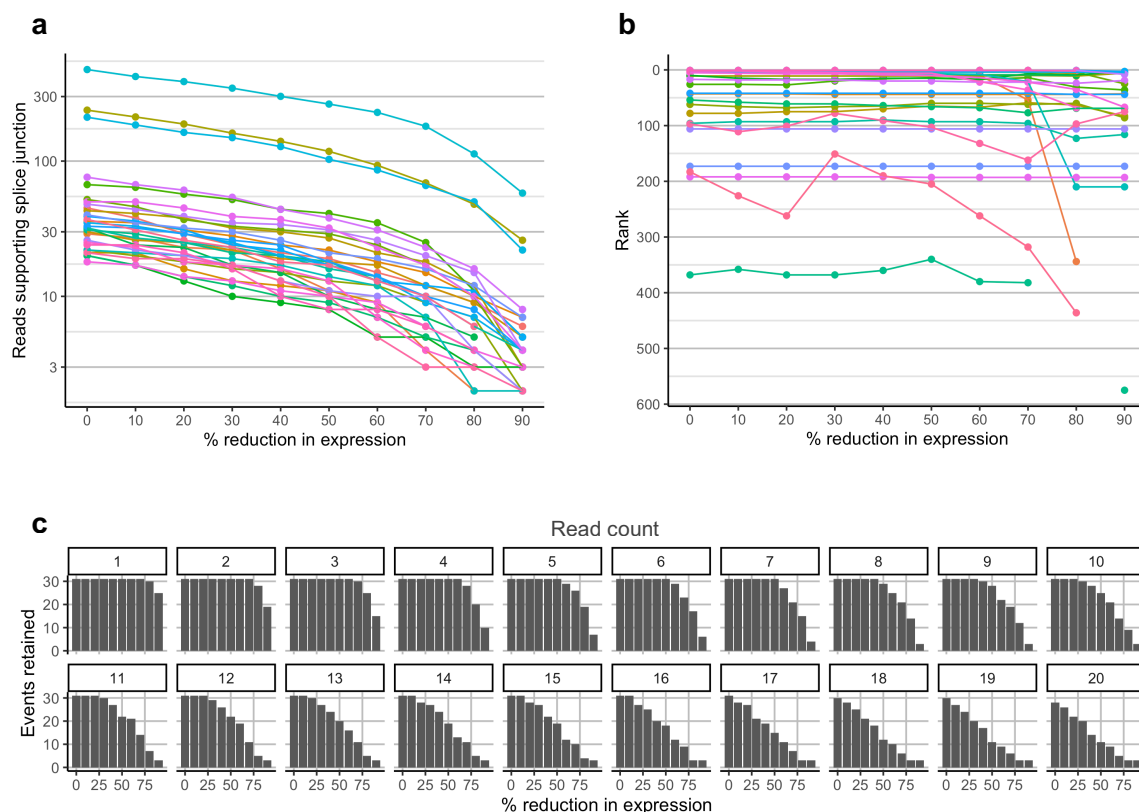 a
b
Reads supporting splice junction
300
100
30
10
3
0 10 20 30 40 50 60 70 80 90
% reduction in expression
Rank
0
100
200
300
400
500
600
0 10 20 30 40 50 60 70 80 90
% reduction in expression
c
Read count
1 2 3 4 5 6 7 8 9 10
Events retained
30
20
10
0
11 12 13 14 15 16 17 18 19 20
30
20
10
0
0 25 50 75 0 25 50 75 0 25 50 75 0 25 50 75 0 25 50 75 0 25 50 75 0 25 50 75 0 25 50 75 0 25 50 75 0 25 50 75
% reduction in expression